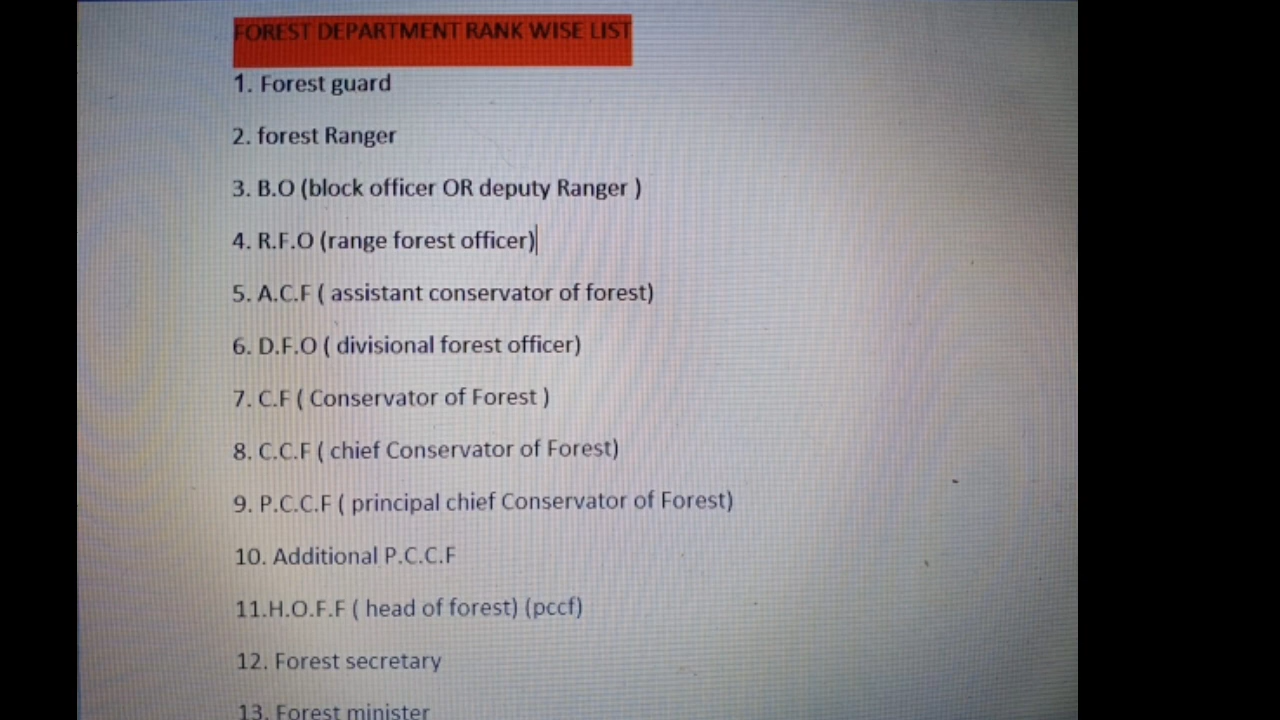 FOREST DEPARTMENT RANK WISE LIST
1. Forest guard
2. forest Ranger
3. B.O (block officer OR deputy Ranger )
4. R.F.O (range forest officer)
5. A.C.F ( assistant conservator of forest)
6. D.F.O ( divisional forest officer)
7. C.F ( Conservator of Forest )
8. C.C.F ( chief Conservator of Forest)
9. P.C.C.F ( principal chief Conservator of Forest)
10. Additional P.C.C.F
11.H.O.F.F ( head of forest) (pccf)
12. Forest secretary
13. Forest minister